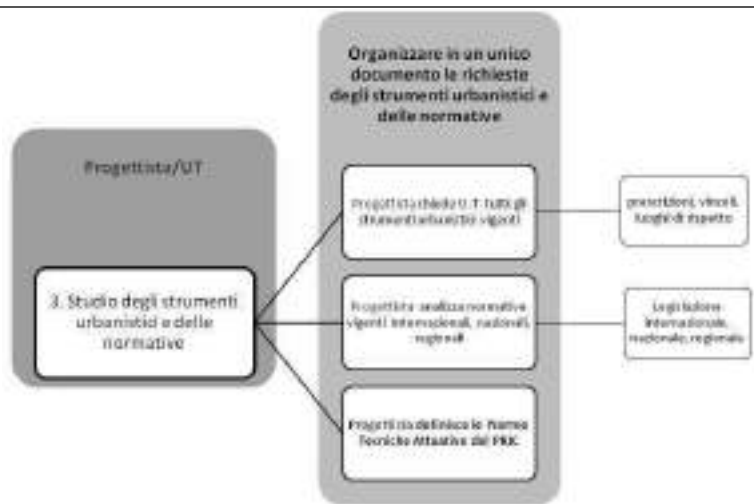 Organizzare in un unico
documento le richieste
degli strumenti urbanistici e
delle normative
Progettista/UT
3. Studio degli strumenti
urbanistici e delle
normative
Progettista chiede U.T. tutti gli
strumenti urbanistici vigenti
prescrizioni, vincoli,
luoghi di rispetto
Progettista analizza normative
vigenti internazionali, nazionali,
regionali
Legislazione
internazionale,
nazionale, regionale
Progettista definisce le Norme
Tecniche Attuative del